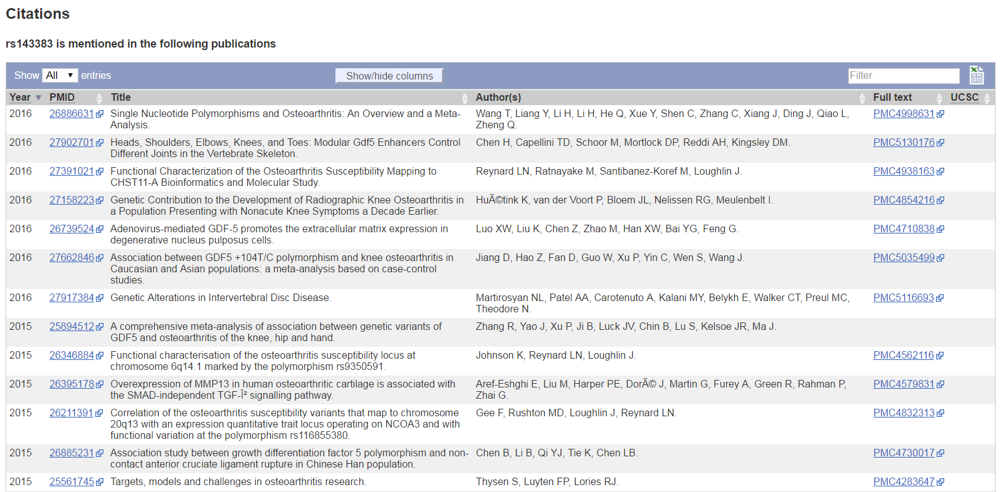 Citations
rs143383 is mentioned in the following publications
Show All ▼ entries Show/hide columns Filter
Year PMID Title Author(s) Full text UCSC
2016 26886631 Single Nucleotide Polymorphisms and Osteoarthritis: An Overview and a Meta- Wang T, Liang Y, Li H, Li H, He Q, Xue Y, Shen C, Zhang C, Xiang J, Ding J, Qiao L, PMC4998631
Analysis. Zheng Q.
2016 27902701 Heads, Shoulders, Elbows, Knees, and Toes: Modular Gdf5 Enhancers Control Chen H, Capellini TD, Schoor M, Mortlock DP, Reddi AH, Kingsley DM. PMC5130176
Different Joints in the Vertebrate Skeleton.
2016 27391021 Functional Characterization of the Osteoarthritis Susceptibility Mapping to Reynard LN, Ratnayake M, Santibanez-Koref M, Loughlin J. PMC4938163
CHST11-A Bioinformatics and Molecular Study.
2016 27158223 Genetic Contribution to the Development of Radiographic Knee Osteoarthritis in HuÃ©tink K, van der Voort P, Bloem JL, Nelissen RG, Meulenbelt I. PMC4854216
a Population Presenting with Nonacute Knee Symptoms a Decade Earlier.
2016 26739524 Adenovirus-mediated GDF-5 promotes the extracellular matrix expression in Luo XW, Liu K, Chen Z, Zhao M, Han XW, Bai YG, Feng G. PMC4710838
degenerative nucleus pulposus cells.
2016 27662846 Association between GDF5 +104T/C polymorphism and knee osteoarthritis in Jiang D, Hao Z, Fan D, Guo W, Xu P, Yin C, Wen S, Wang J. PMC5035499
Caucasian and Asian populations: a meta-analysis based on case-control
studies.
2016 27917384 Genetic Alterations in Intervertebral Disc Disease. Martirosyan NL, Patel AA, Carotenuto A, Kalani MY, Belykh E, Walker CT, Preul MC, PMC5116693
Theodore N.
2015 25894512 A comprehensive meta-analysis of association between genetic variants of Zhang R, Yao J, Xu P, Ji B, Luck JV, Chin B, Lu S, Kelsoe JR, Ma J.
GDF5 and osteoarthritis of the knee, hip and hand.
2015 26346884 Functional characterisation of the osteoarthritis susceptibility locus at Johnson K, Reynard LN, Loughlin J. PMC4562116
chromosome 6q14.1 marked by the polymorphism rs9350591.
2015 26395178 Overexpression of MMP13 in human osteoarthritic cartilage is associated with Aref-Eshghi E, Liu M, Harper PE, DorÃ© J, Martin G, Furey A, Green R, Rahman P, PMC4579831
the SMAD-independent TGF-Î² signalling pathway. Zhai G.
2015 26211391 Correlation of the osteoarthritis susceptibility variants that map to chromosome Gee F, Rushton MD, Loughlin J, Reynard LN. PMC4832313
20q13 with an expression quantitative trait locus operating on NCOA3 and with
functional variation at the polymorphism rs116855380.
2015 26885231 Association study between growth differentiation factor 5 polymorphism and non- Chen B, Li B, Qi YJ, Tie K, Chen LB. PMC4730017
contact anterior cruciate ligament rupture in Chinese Han population.
2015 25561745 Targets, models and challenges in osteoarthritis research. Thysen S, Luyten FP, Lories RJ. PMC4283647